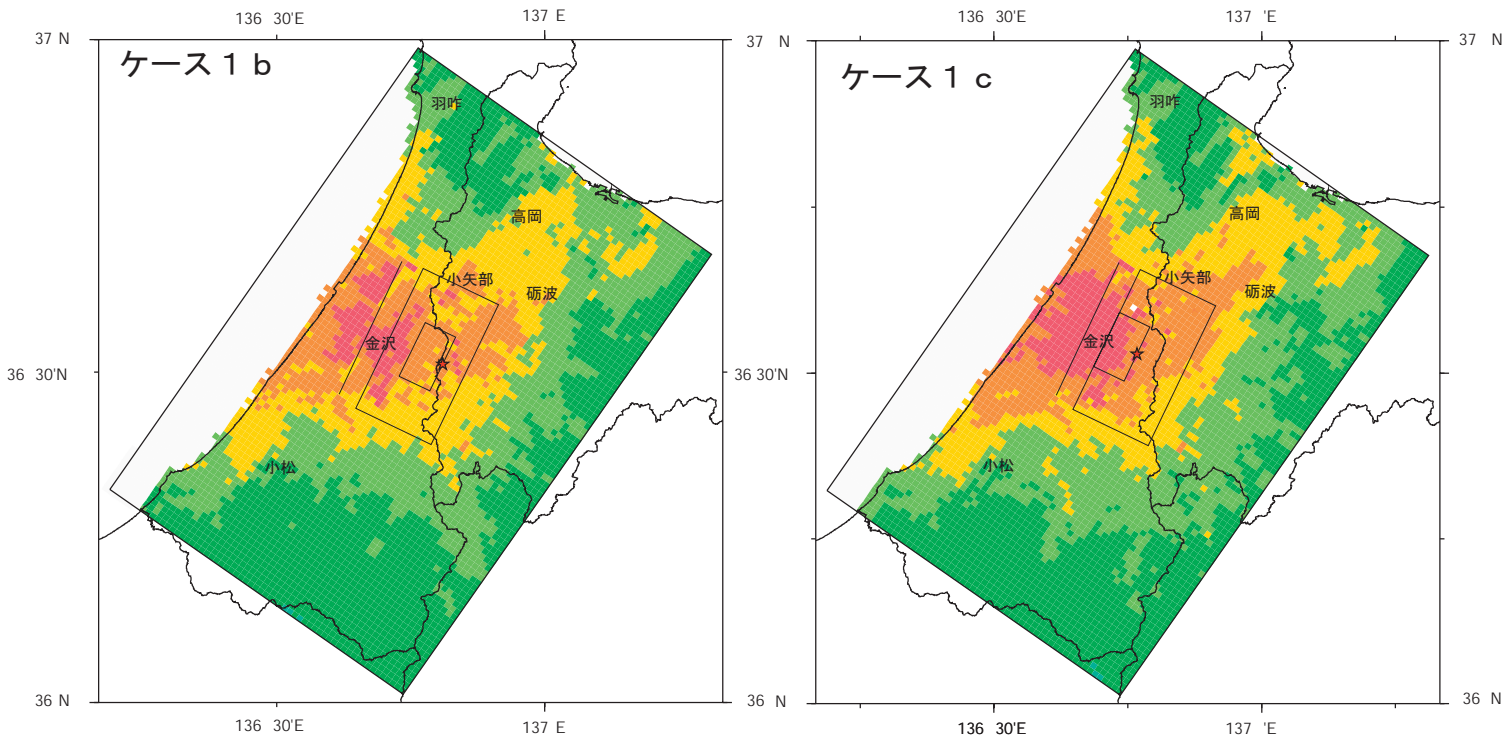 136 30'E 137 E 136 30'E 137 'E
37 N 37 N 37 N
ケース１ｂ ケース１ｃ
羽咋 羽咋
高岡 高岡
小矢部 小矢部
砺波 砺波
金沢 金沢
36 30'N 36 30'N 36 30'N
小松 小松
36 N 36 N 36 N
136 30'E 137 E 136 30'E 137 'E